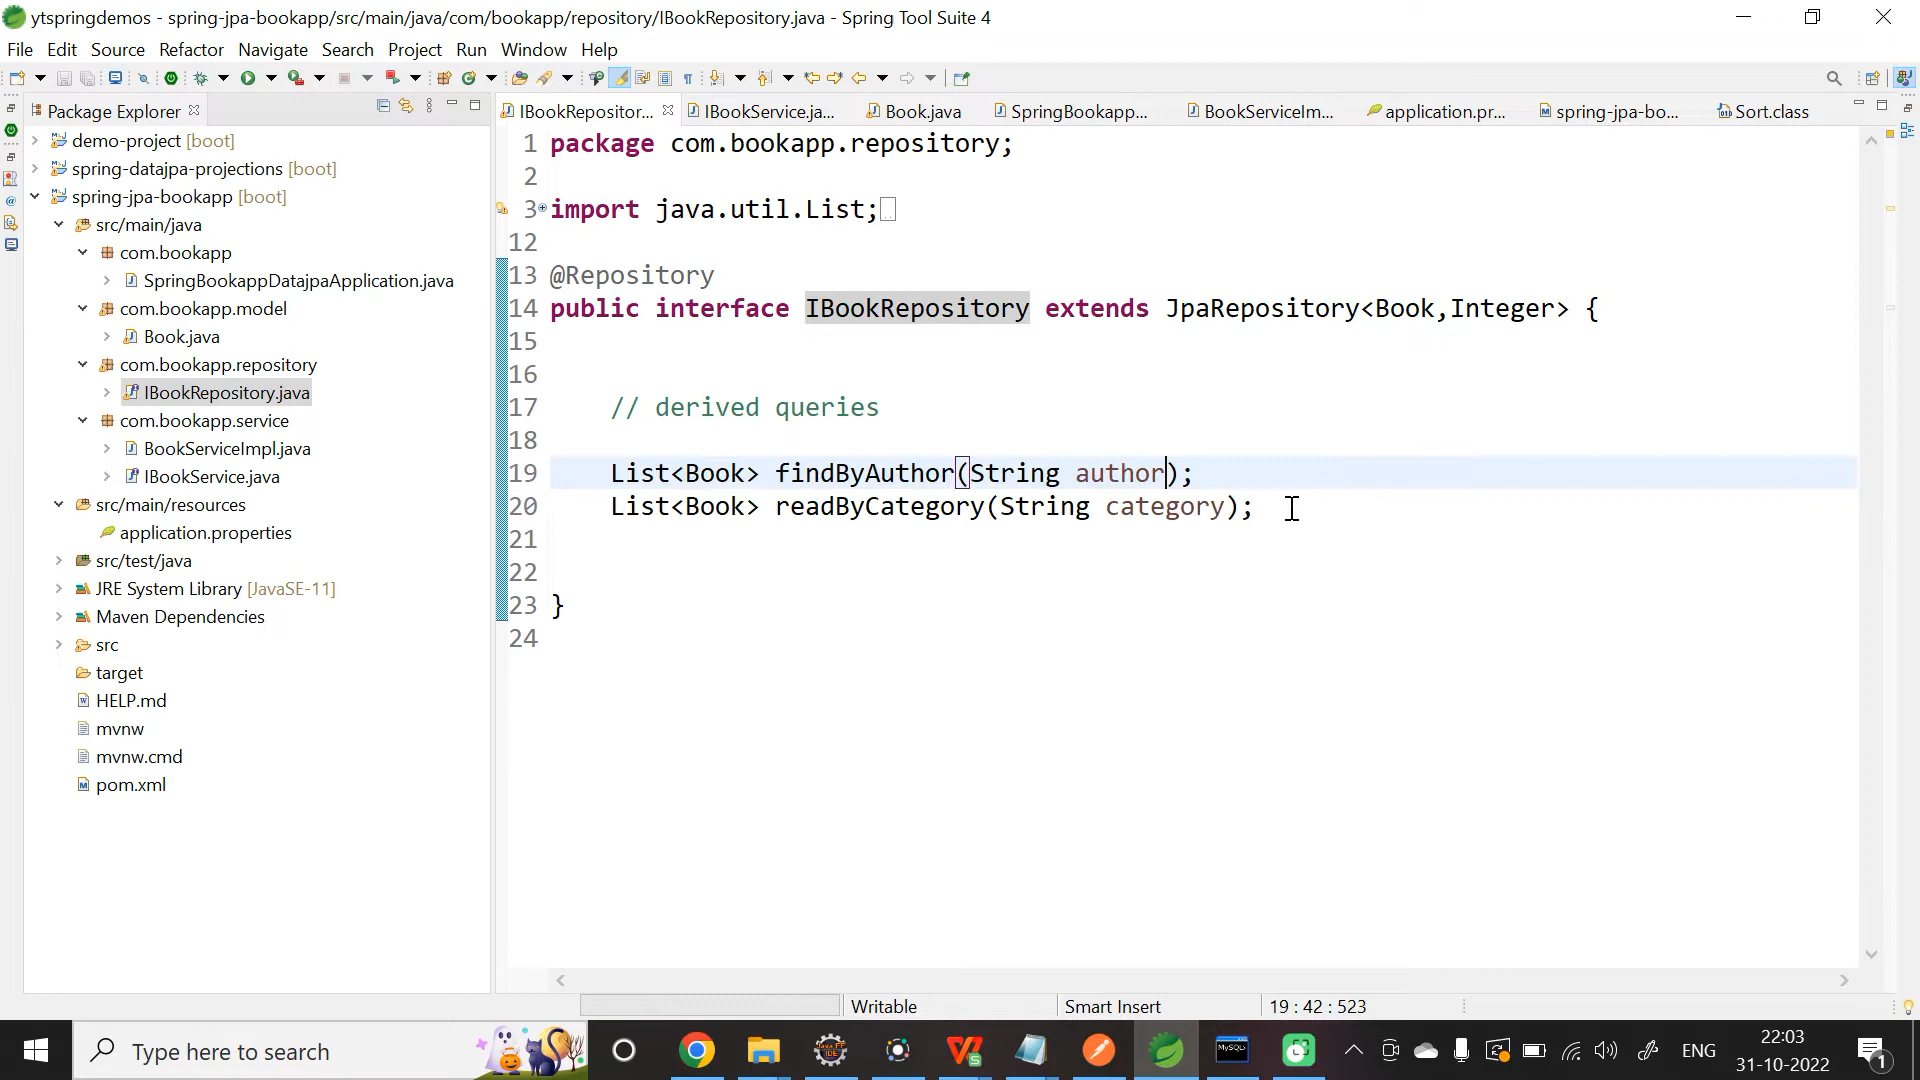 ytspringdemos - spring-jpa-bookapp/src/main/java/com/bookapp/repository/IBookRepository.java - Spring Tool Suite 4
File Edit Source Refactor Navigate Search Project Run Window Help
Package Explorer
demo-project [boot]
spring-datajpa-projections [boot]
spring-jpa-bookapp [boot]
src/main/java
com.bookapp
SpringBookappDatajpaApplication.java
com.bookapp.model
Book.java
com.bookapp.repository
IBookRepository.java
com.bookapp.service
BookServiceImpl.java
IBookService.java
src/main/resources
application.properties
src/test/java
JRE System Library [JavaSE-11]
Maven Dependencies
src
target
HELP.md
mvnw
mvnw.cmd
pom.xml
IBookRepositor... IBookService.ja... Book.java SpringBookapp... BookServiceIm... application.pr... spring-jpa-bo... Sort.class
1 package com.bookapp.repository;
2
3 import java.util.List;
12
13 @Repository
14 public interface IBookRepository extends JpaRepository<Book,Integer> {
15
16
17 // derived queries
18
19 List<Book> findByAuthor(String author);
20 List<Book> readByCategory(String category);
21
22
23 }
24
Writable Smart Insert 19 : 42 : 523
Type here to search
MySQL
ENG
22:03
31-10-2022
1